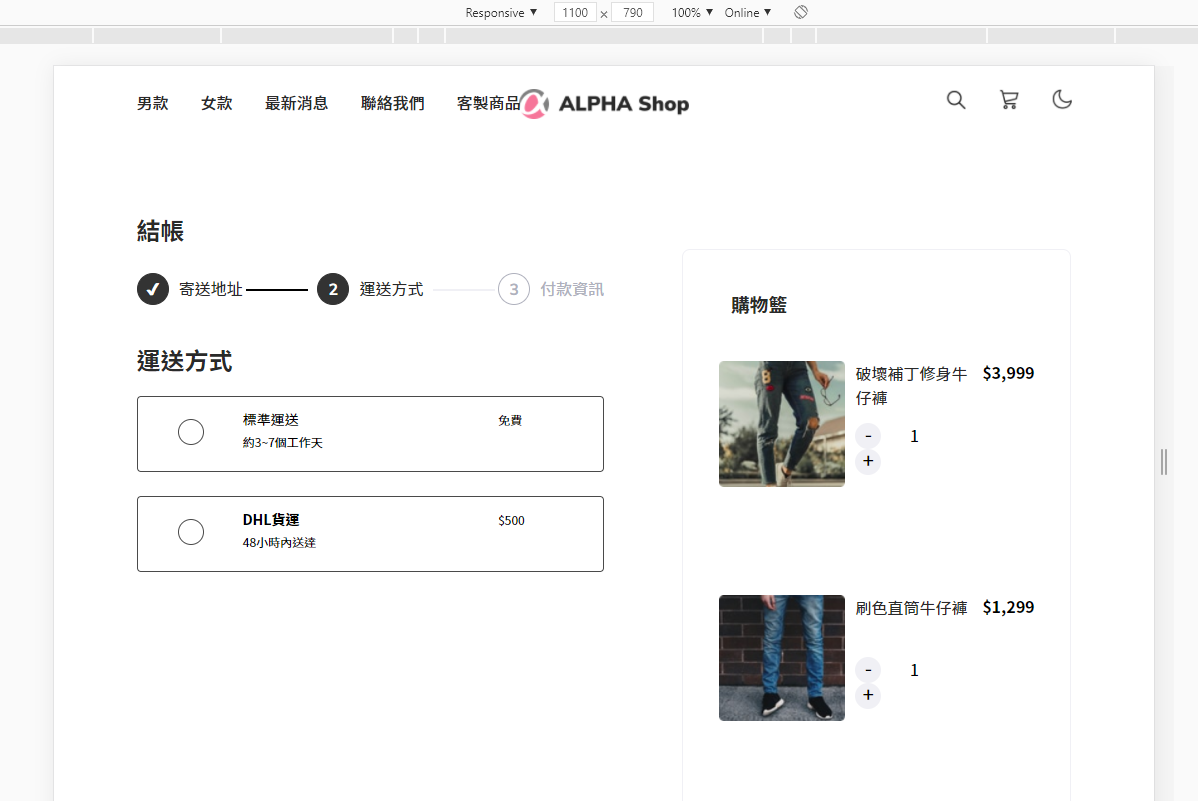 Responsive ▼ 1100 × 790 100% ▼ Online ▼
男款 女款 最新消息 聯絡我們 客製商品 ALPHA Shop
結帳
寄送地址 2 運送方式 3 付款資訊
運送方式
標準運送 免費
約3~7個工作天
DHL貨運 $500
48小時內送達
購物籃
破壞補丁修身牛 $3,999
仔褲
- 1
+
刷色直筒牛仔褲 $1,299
- 1
+